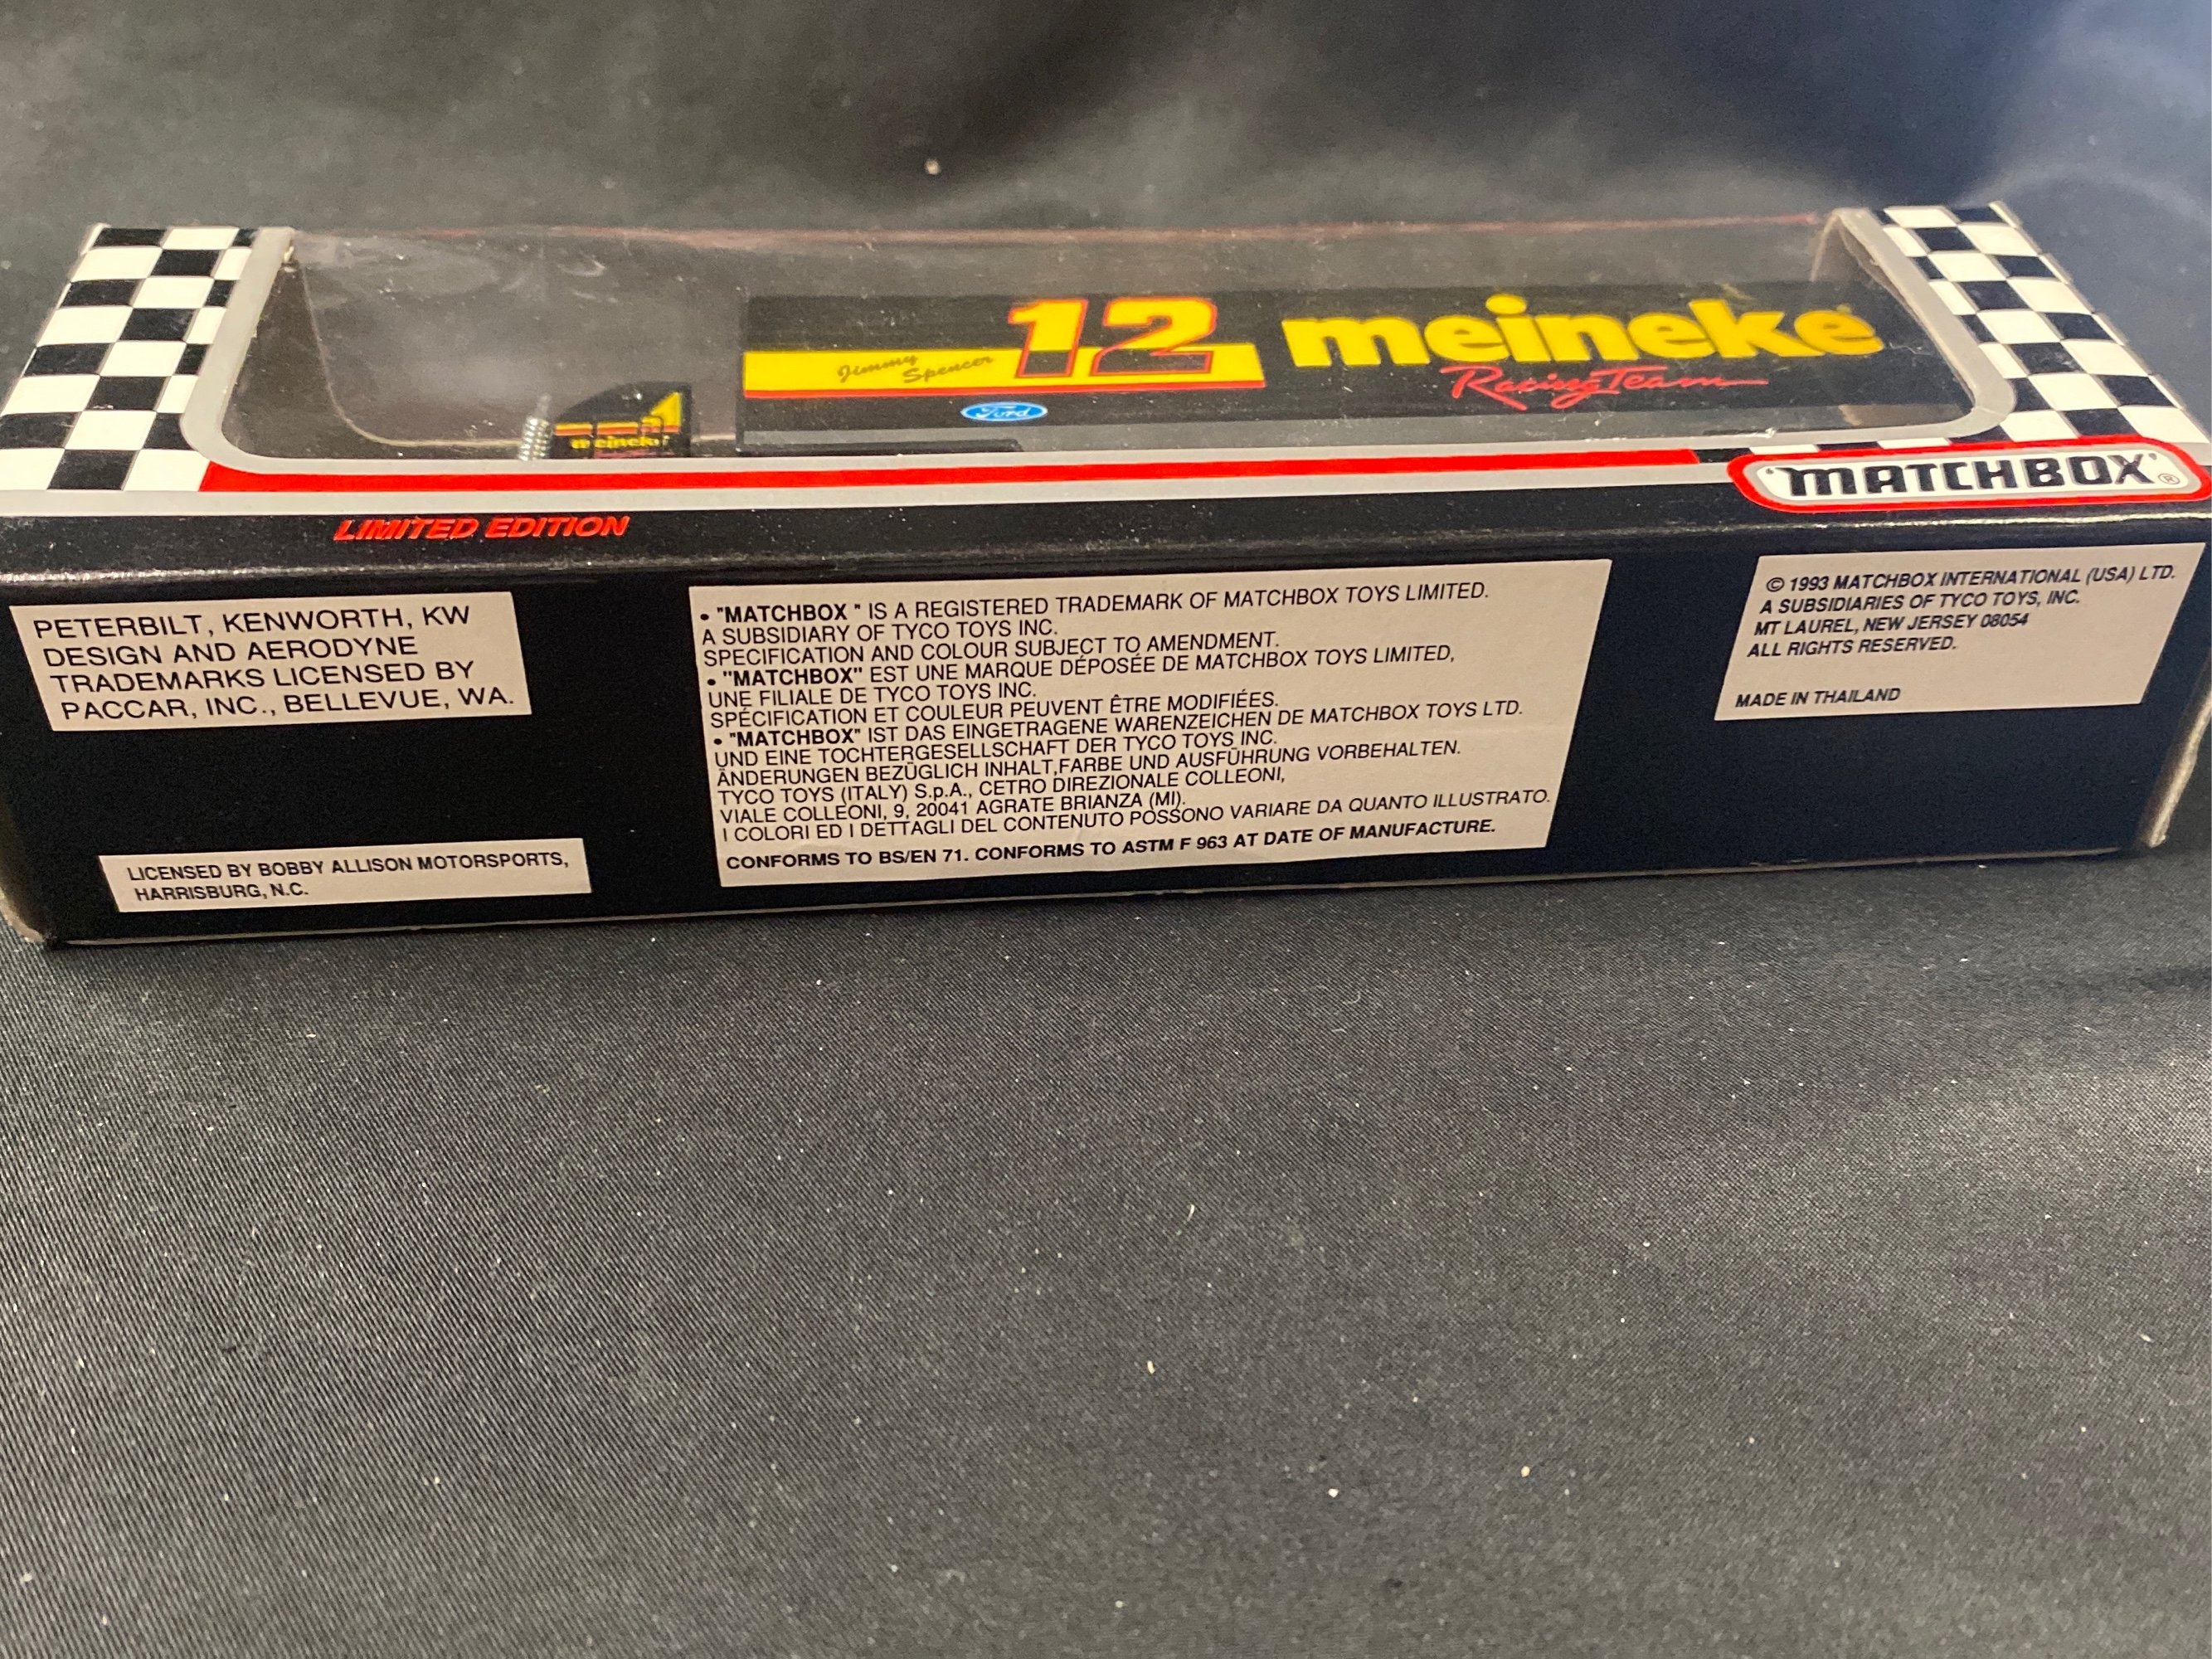 12
meineke
Jimmy
Spencer
Racing Team
Ford
meineke
'MATCHBOX'®
LIMITED EDITION
PETERBILT, KENWORTH, KW
DESIGN AND AERODYNE
TRADEMARKS LICENSED BY
PACCAR, INC., BELLEVUE, WA.
LICENSED BY BOBBY ALLISON MOTORSPORTS,
HARRISBURG, N.C.
• "MATCHBOX " IS A REGISTERED TRADEMARK OF MATCHBOX TOYS LIMITED.
A SUBSIDIARY OF TYCO TOYS INC.
SPECIFICATION AND COLOUR SUBJECT TO AMENDMENT.
• "MATCHBOX" EST UNE MARQUE DÉPOSÉE DE MATCHBOX TOYS LIMITED,
UNE FILIALE DE TYCO TOYS INC.
SPÉCIFICATION ET COULEUR PEUVENT ÊTRE MODIFIÉES.
• "MATCHBOX" IST DAS EINGETRAGENE WARENZEICHEN DE MATCHBOX TOYS LTD.
UND EINE TOCHTERGESELLSCHAFT DER TYCO TOYS INC.
ÄNDERUNGEN BEZÜGLICH INHALT,FARBE UND AUSFÜHRUNG VORBEHALTEN.
TYCO TOYS (ITALY) S.p.A., CETRO DIREZIONALE COLLEONI,
VIALE COLLEONI, 9, 20041 AGRATE BRIANZA (MI).
I COLORI ED I DETTAGLI DEL CONTENUTO POSSONO VARIARE DA QUANTO ILLUSTRATO.
CONFORMS TO BS/EN 71. CONFORMS TO ASTM F 963 AT DATE OF MANUFACTURE.
© 1993 MATCHBOX INTERNATIONAL (USA) LTD.
A SUBSIDIARIES OF TYCO TOYS, INC.
MT LAUREL, NEW JERSEY 08054
ALL RIGHTS RESERVED.
MADE IN THAILAND